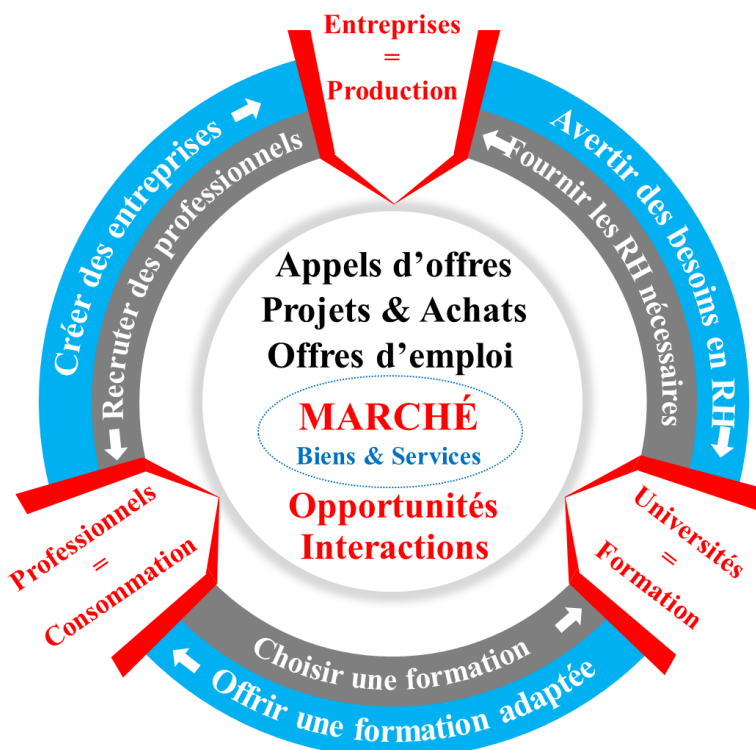 Entreprises
=
Production
Créer des entreprises
Recruter des professionnels
Avertir des besoins en RH
Fournir les RH nécessaires
Appels d’offres
Projets & Achats
Offres d’emploi
MARCHÉ
Biens & Services
Opportunités
Interactions
Professionnels
=
Consommation
Universités
=
Formation
Choisir une formation
Offrir une formation adaptée